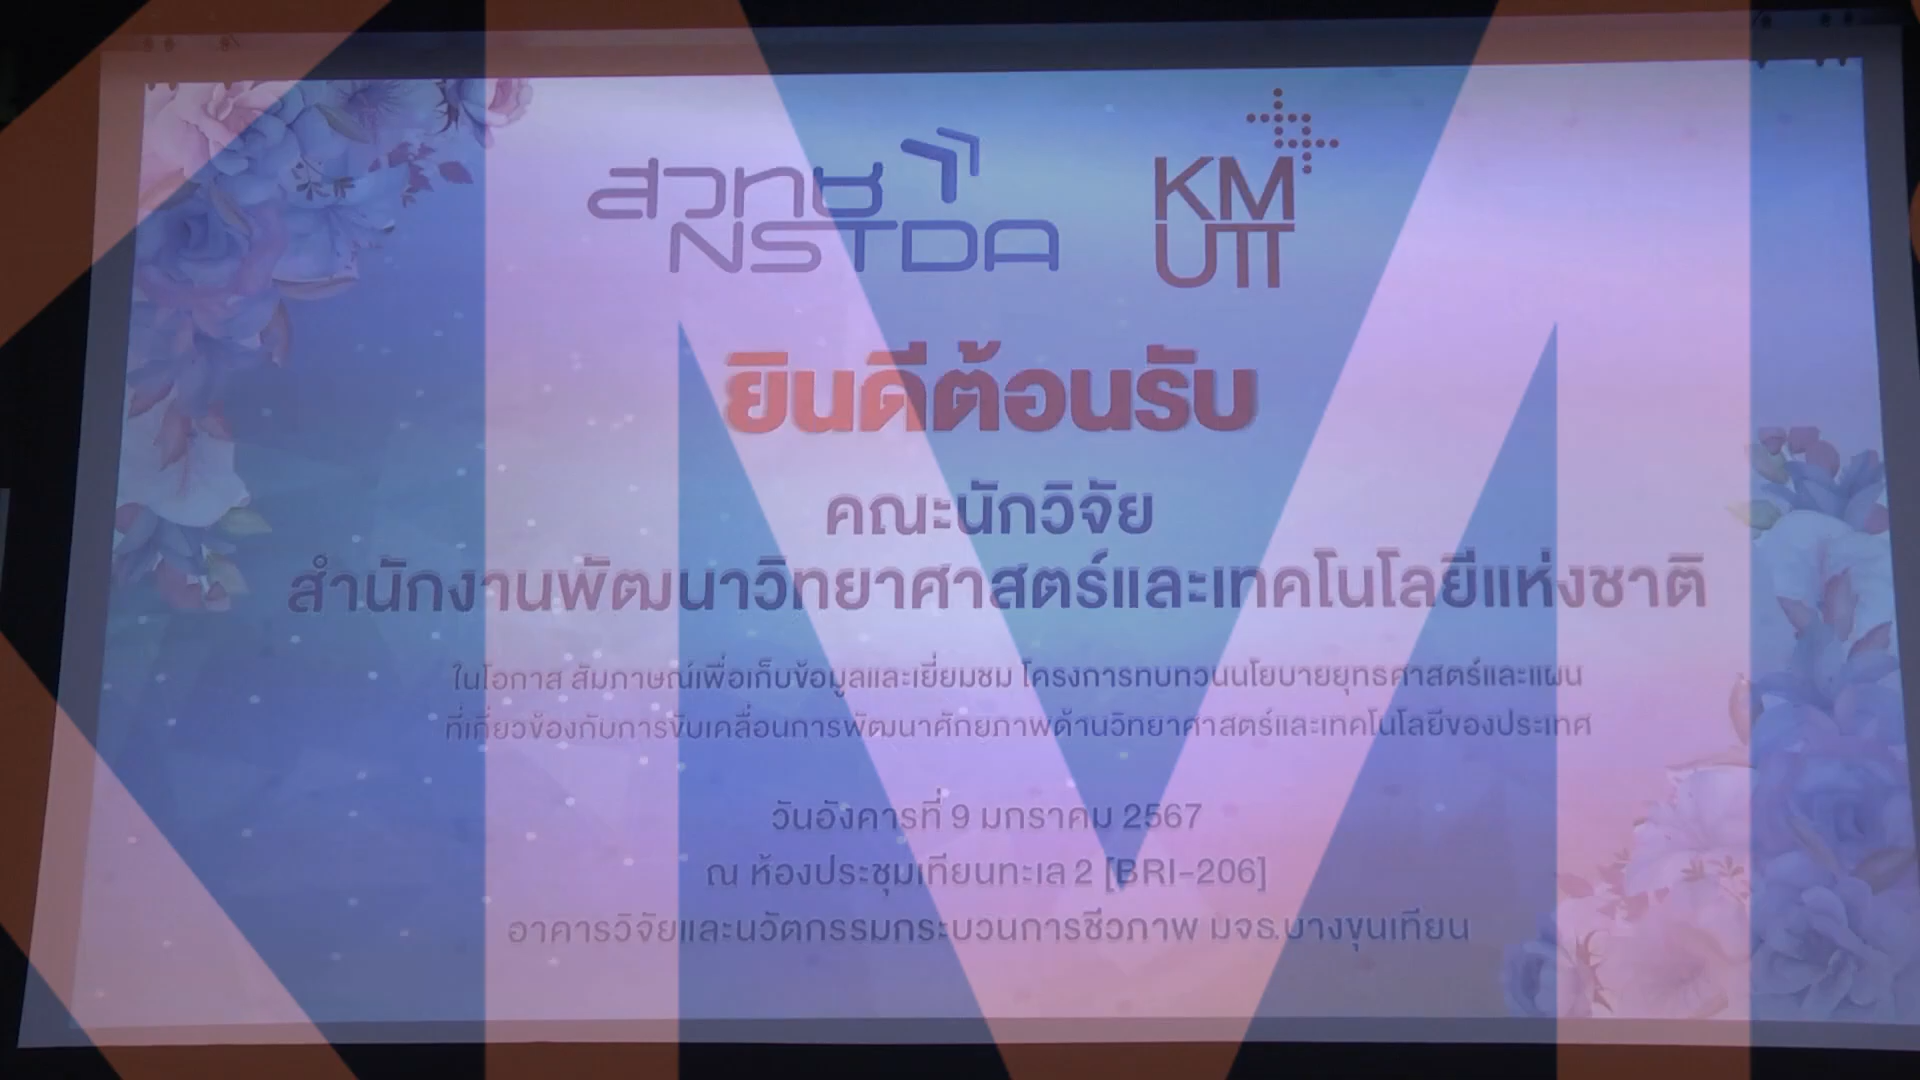 สวทช
NSTDA
KM
UTT
ยินดีต้อนรับ
คณะนักวิจัย
สำนักงานพัฒนาวิทยาศาสตร์และเทคโนโลยีแห่งชาติ
ในโอกาส สัมภาษณ์เพื่อเก็บข้อมูลและเยี่ยมชม โครงการทบทวนนโยบายยุทธศาสตร์และแผน
ที่เกี่ยวข้องกับการขับเคลื่อนการพัฒนาศักยภาพด้านวิทยาศาสตร์และเทคโนโลยีของประเทศ
วันอังคารที่ 9 มกราคม 2567
ณ ห้องประชุมเทียนทะเล 2 [BRI-206]
อาคารวิจัยและนวัตกรรมกระบวนการชีวภาพ มจธ.บางขุนเทียน
KM